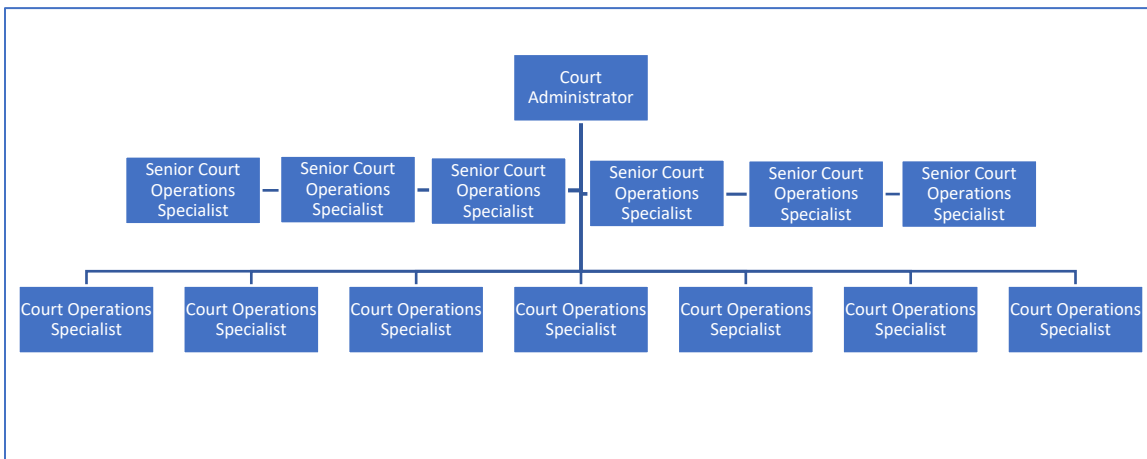 Court
Administrator
Senior Court
Operations
Specialist
Senior Court
Operations
Specialist
Senior Court
Operations
Specialist
Senior Court
Operations
Specialist
Senior Court
Operations
Specialist
Senior Court
Operations
Specialist
Court Operations
Specialist
Court Operations
Specialist
Court Operations
Specialist
Court Operations
Specialist
Court Operations
Sepcialist
Court Operations
Specialist
Court Operations
Specialist